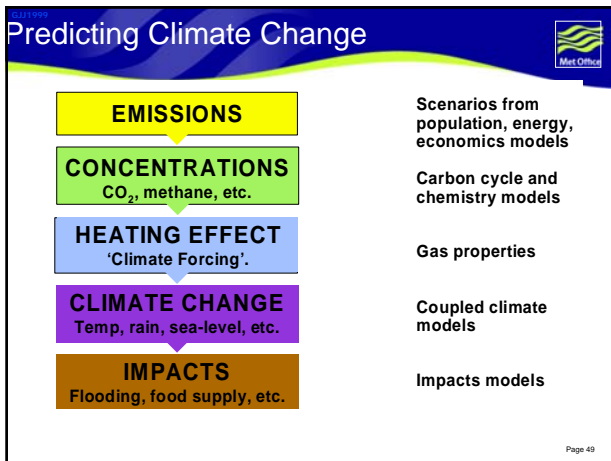 GJJ1999
Predicting Climate Change
Met Office
EMISSIONS
Scenarios from
population, energy,
economics models
CONCENTRATIONS
CO₂, methane, etc.
Carbon cycle and
chemistry models
HEATING EFFECT
‘Climate Forcing’.
Gas properties
CLIMATE CHANGE
Temp, rain, sea-level, etc.
Coupled climate
models
IMPACTS
Flooding, food supply, etc.
Impacts models
Page 49